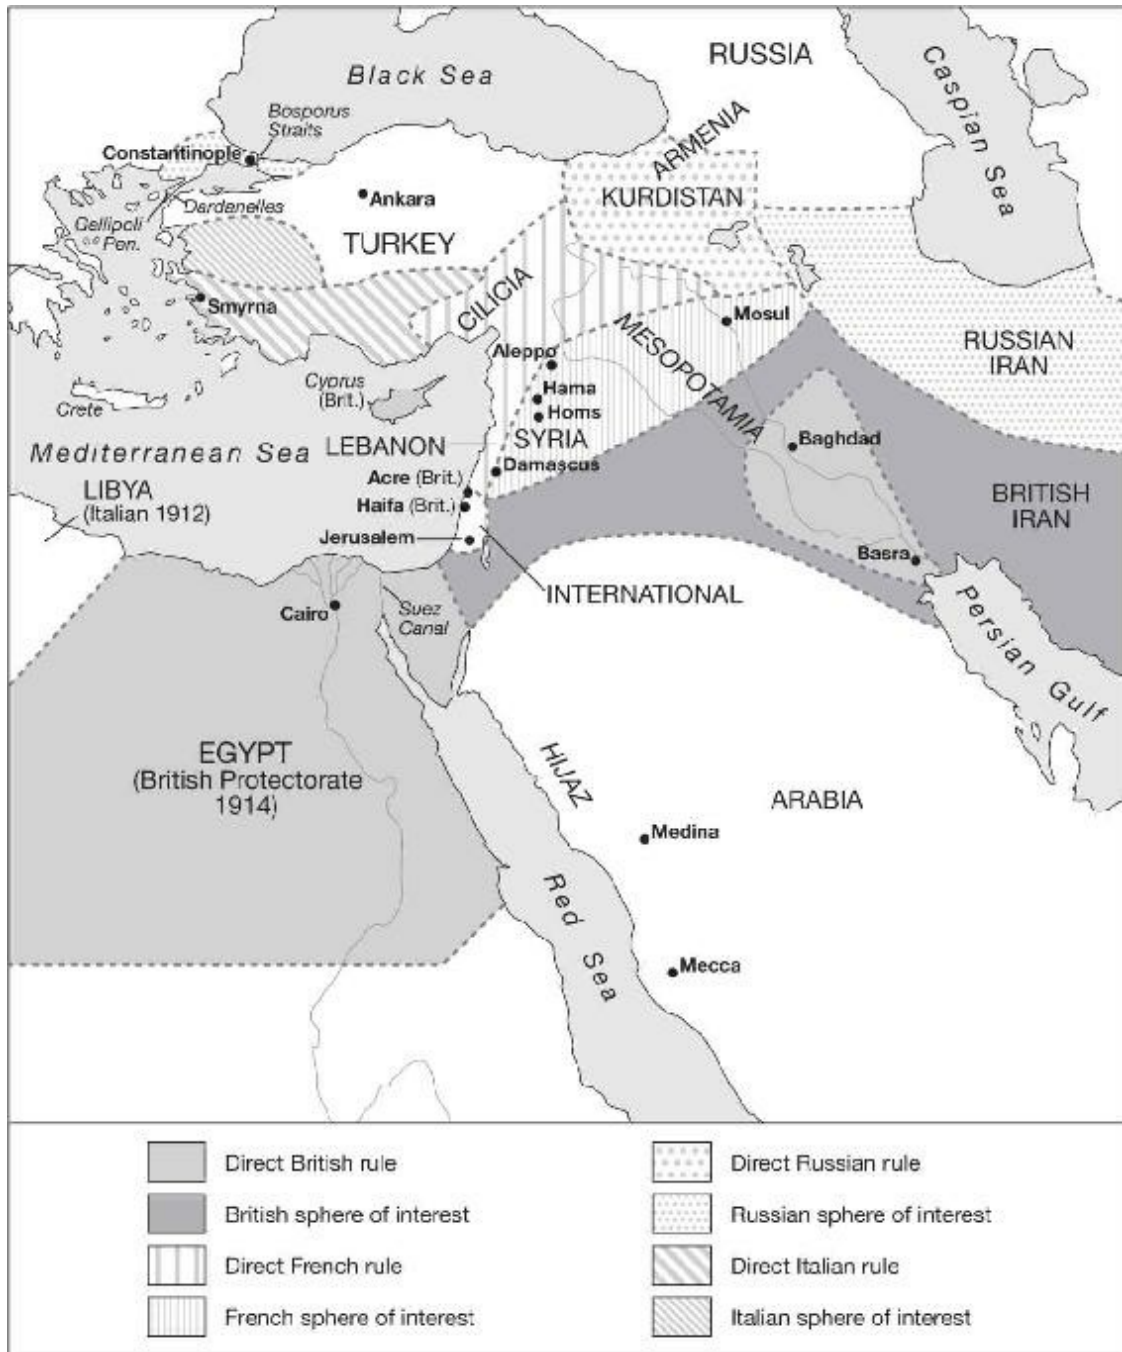 RUSSIA
Black Sea
Caspian Sea
Bosporus
Straits
ARMENIA
Constantinople
KURDISTAN
Ankara
Dardanelles
Gellipoli
Pen.
TURKEY
CILICIA
Smyrna
Mosul
MESOPOTAMIA
RUSSIAN
IRAN
Aleppo
Cyprus
(Brit.)
Hama
Crete
Homs
LEBANON
SYRIA
Baghdad
Mediterranean Sea
Damascus
Acre (Brit.)
LIBYA
(Italian 1912)
Haifa (Brit.)
BRITISH
IRAN
Jerusalem
Basra
INTERNATIONAL
Cairo
Suez
Canal
Persian Gulf
EGYPT
(British Protectorate
1914)
HIJAZ
ARABIA
Medina
Red Sea
Mecca
Direct British rule
British sphere of interest
Direct French rule
French sphere of interest
Direct Russian rule
Russian sphere of interest
Direct Italian rule
Italian sphere of interest